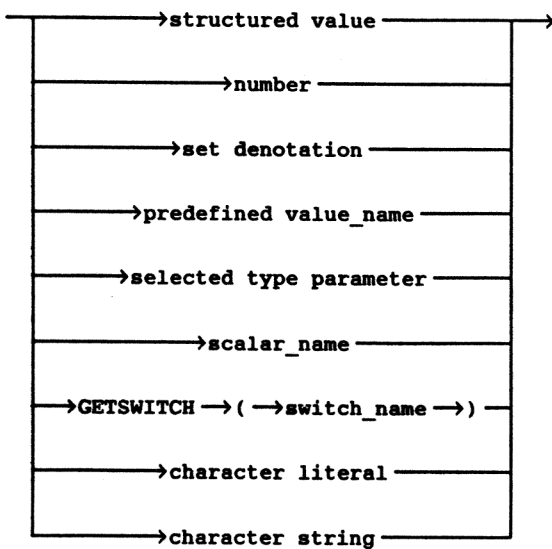 structured value
number
set denotation
predefined value_name
selected type parameter
scalar_name
GETSWITCH ( switch_name )
character literal
character string